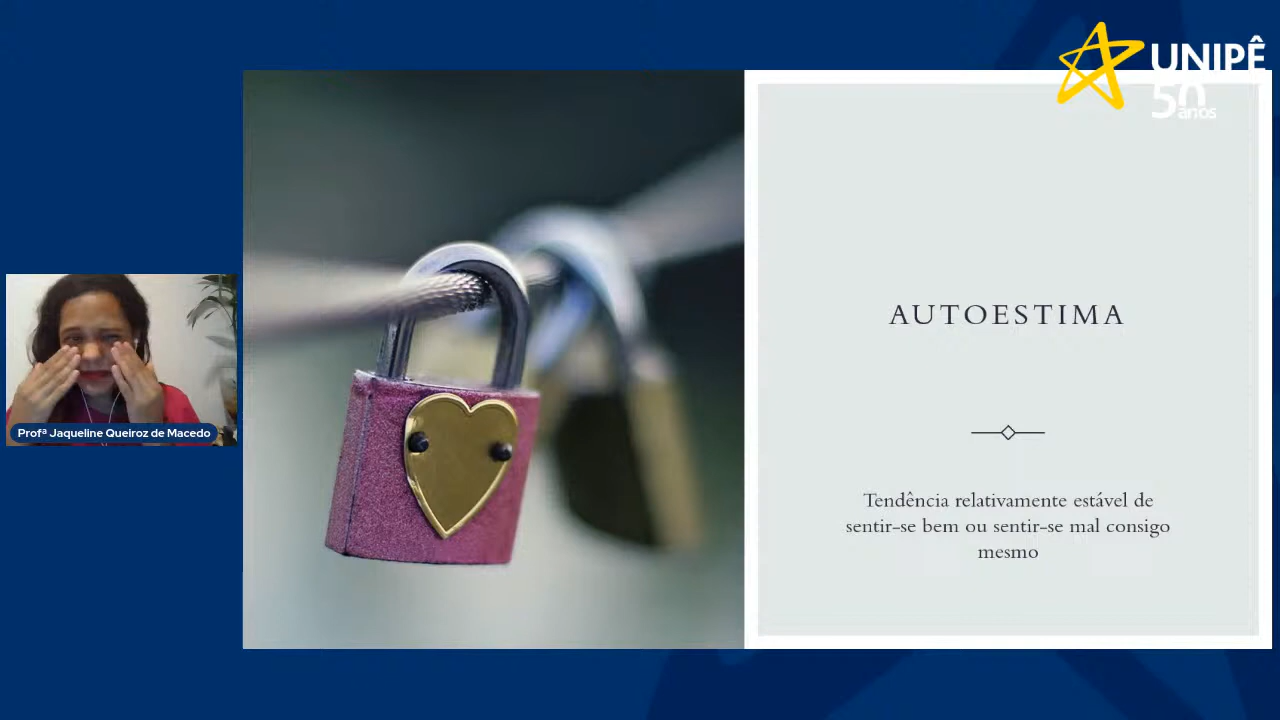 UNIPÊ
50
anos
AUTOESTIMA
Tendência relativamente estável de
sentir-se bem ou sentir-se mal consigo
mesmo
Profª Jaqueline Queiroz de Macedo